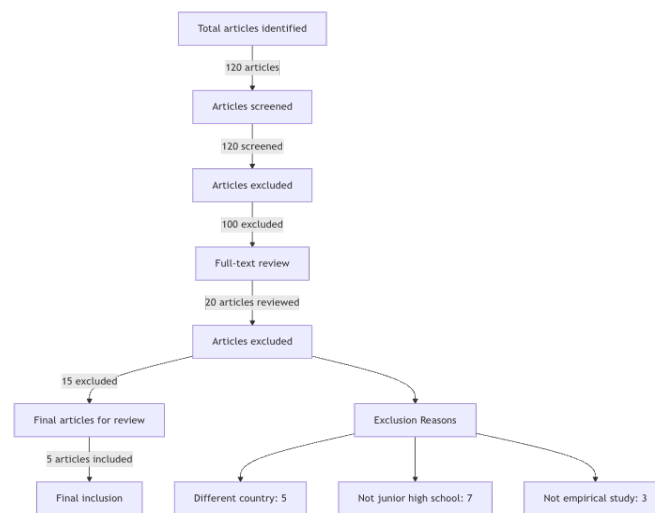 Total articles identified
120 articles
Articles screened
120 screened
Articles excluded
100 excluded
Full-text review
20 articles reviewed
Articles excluded
15 excluded
Final articles for review
Exclusion Reasons
5 articles included
Final inclusion
Different country: 5
Not junior high school: 7
Not empirical study: 3